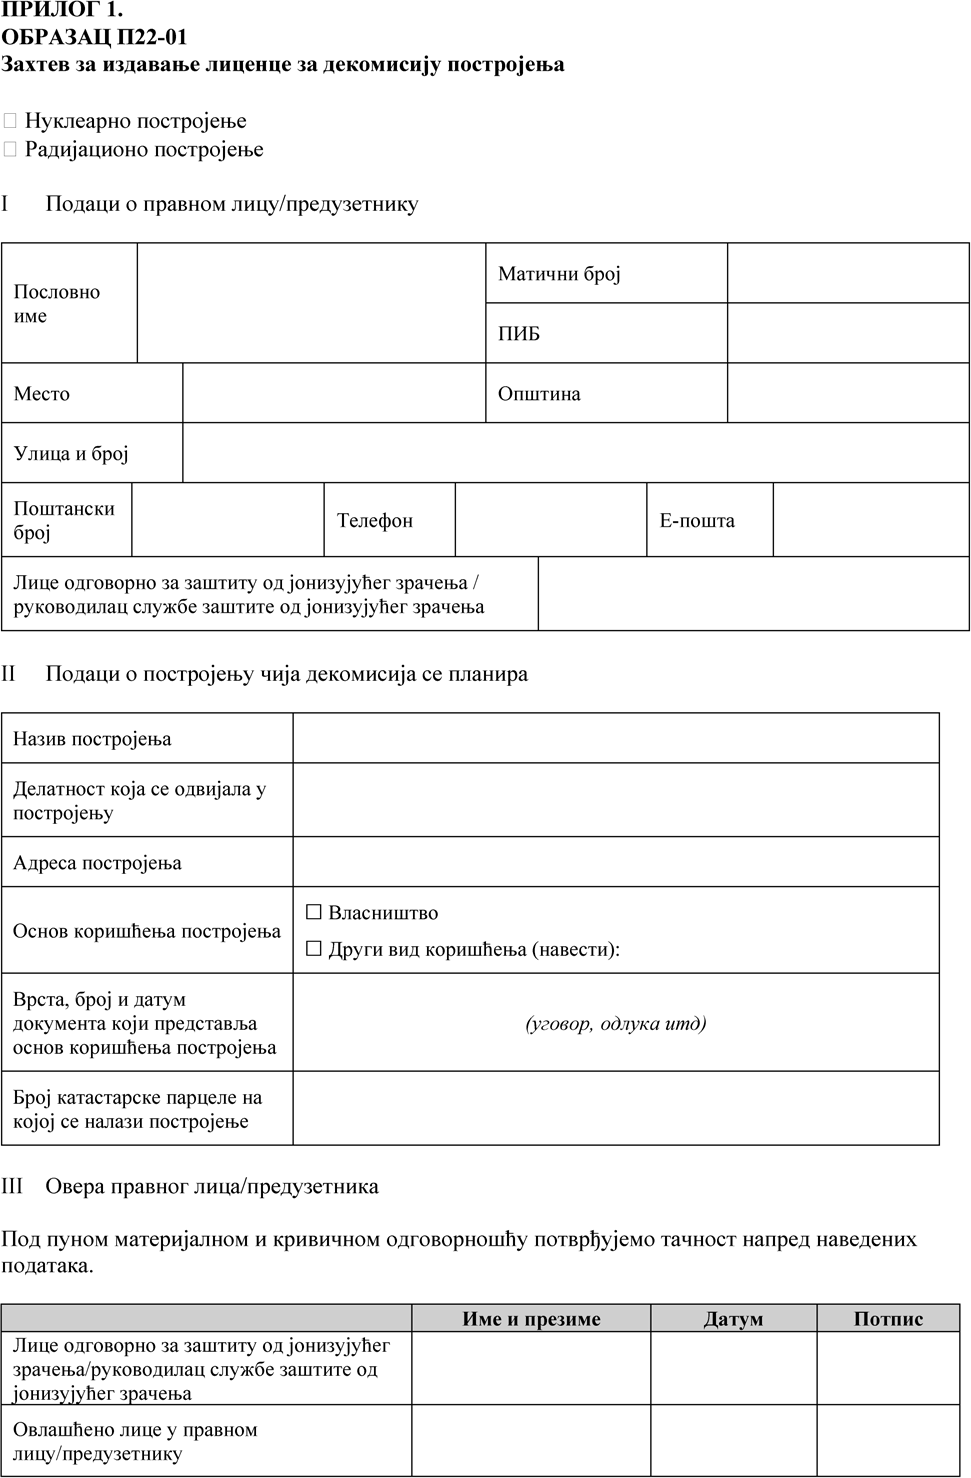 ПРИЛОГ 1.
ОБРАЗАЦ П22-01
Захтев за издавање лиценце за декомисију постројења
☐ Нуклеарно постројење
☐ Радијационо постројење
I Подаци о правном лицу/предузетнику
Пословно
име
Матични број
ПИБ
Место
Општина
Улица и број
Поштански
број
Телефон
Е-пошта
Лице одговорно за заштиту од јонизујућег зрачења /
руководилац службе заштите од јонизујућег зрачења
II Подаци о постројењу чија декомисија се планира
Назив постројења
Делатност која се одвијала у
постројењу
Адреса постројења
Основ коришћења постројења
☐ Власништво
☐ Други вид коришћења (навести):
Врста, број и датум
документа који представља
основ коришћења постројења
(уговор, одлука итд)
Број катастарске парцеле на
којој се налази постројење
III Овера правног лица/предузетника
Под пуном материјалном и кривичном одговорношћу потврђујемо тачност напред наведених
података.
Име и презиме
Датум
Потпис
Лице одговорно за заштиту од јонизујућег
зрачења/руководилац службе заштите од
јонизујућег зрачења
Овлашћено лице у правном
лицу/предузетнику